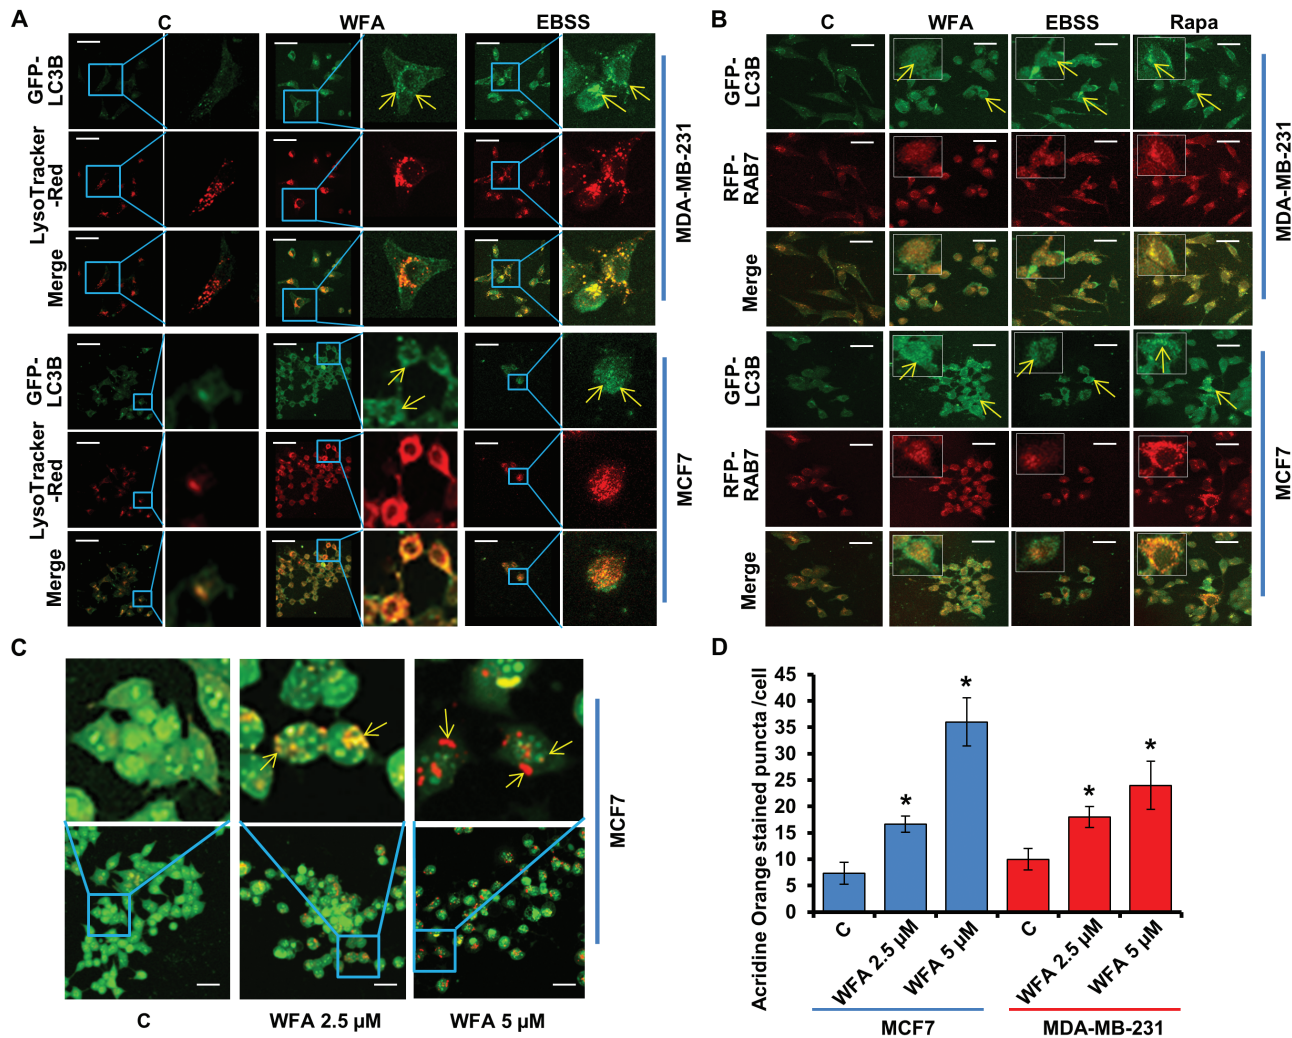 A
C
WFA
EBSS
GFP-
LC3B
LysoTracker
-Red
Merge
MDA-MB-231
GFP-
LC3B
LysoTracker
-Red
Merge
MCF7
B
C
WFA
EBSS
Rapa
GFP-
LC3B
RFP-
RAB7
Merge
MDA-MB-231
GFP-
LC3B
RFP-
RAB7
Merge
MCF7
C
MCF7
C
WFA 2.5 µM
WFA 5 µM
D
Acridine Orange stained puncta /cell
45
40
35
30
25
20
15
10
5
0
*
*
*
*
C
WFA 2.5 µM
WFA 5 µM
C
WFA 2.5 µM
WFA 5 µM
MCF7
MDA-MB-231